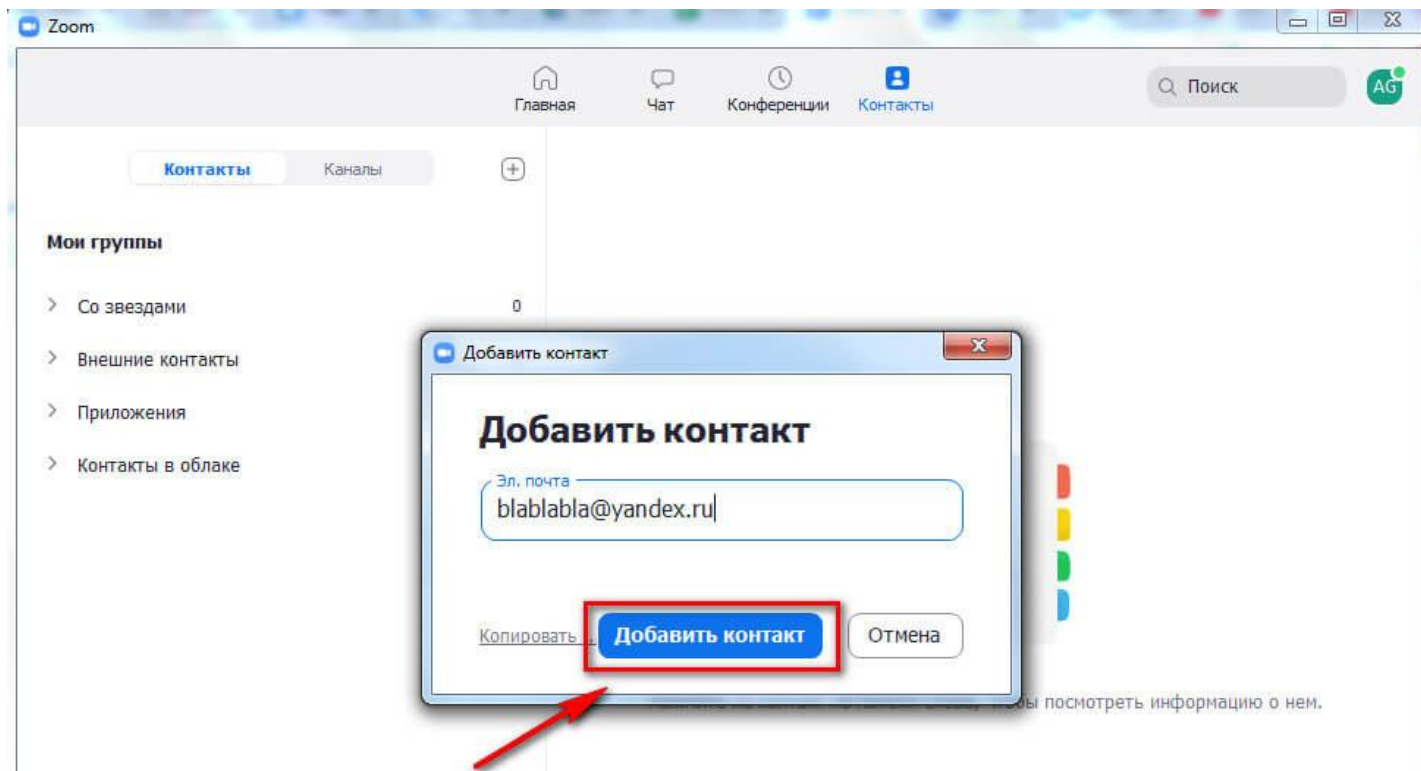 Zoom
Главная Чат Конференции Контакты
Поиск
AG
Контакты Каналы
Мои группы
Со звездами 0
Внешние контакты
Приложения
Контакты в облаке
Добавить контакт
Добавить контакт
Эл. почта
blablabla@yandex.ru
Копировать
Добавить контакт
Отмена
посмотреть информацию о нем.